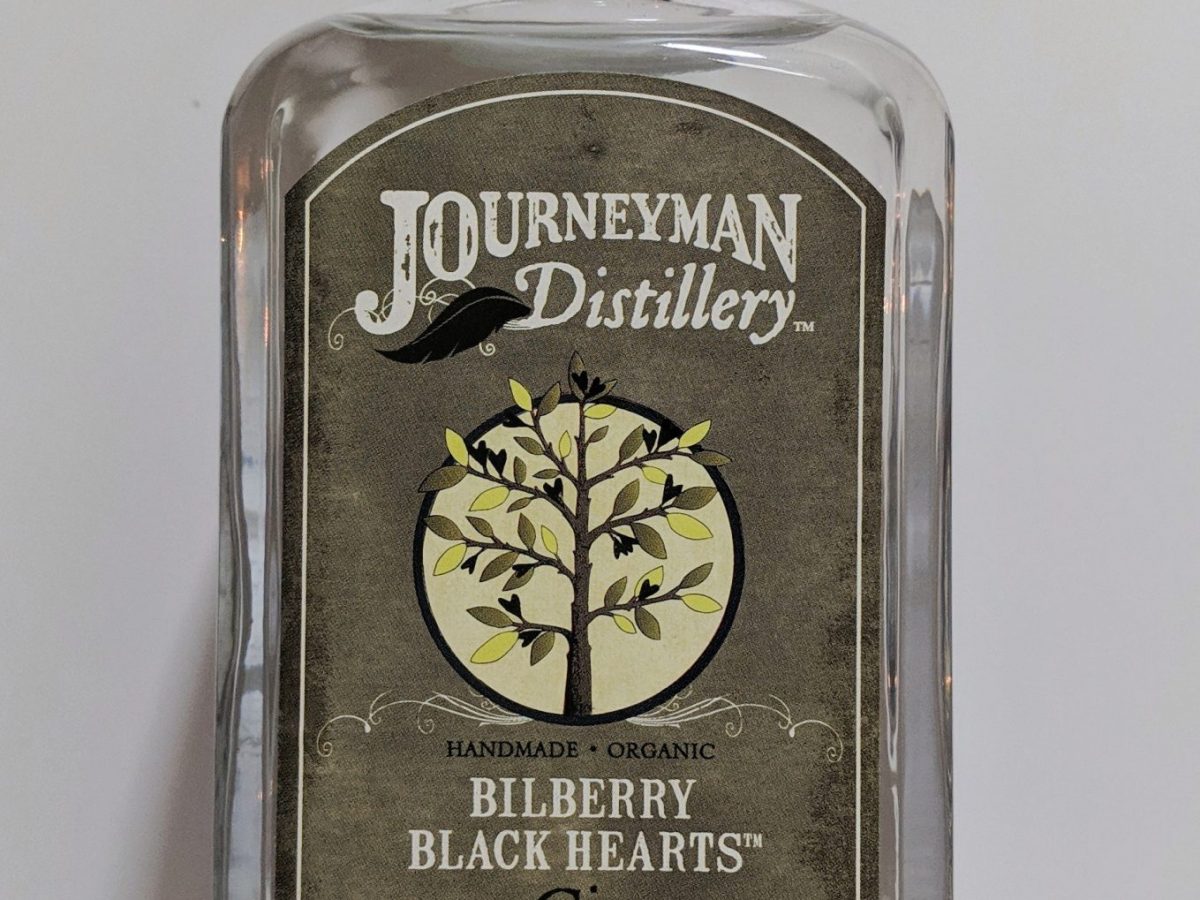 JOURNEYMAN
Distillery™
HANDMADE • ORGANIC
BILBERRY
BLACK HEARTS™